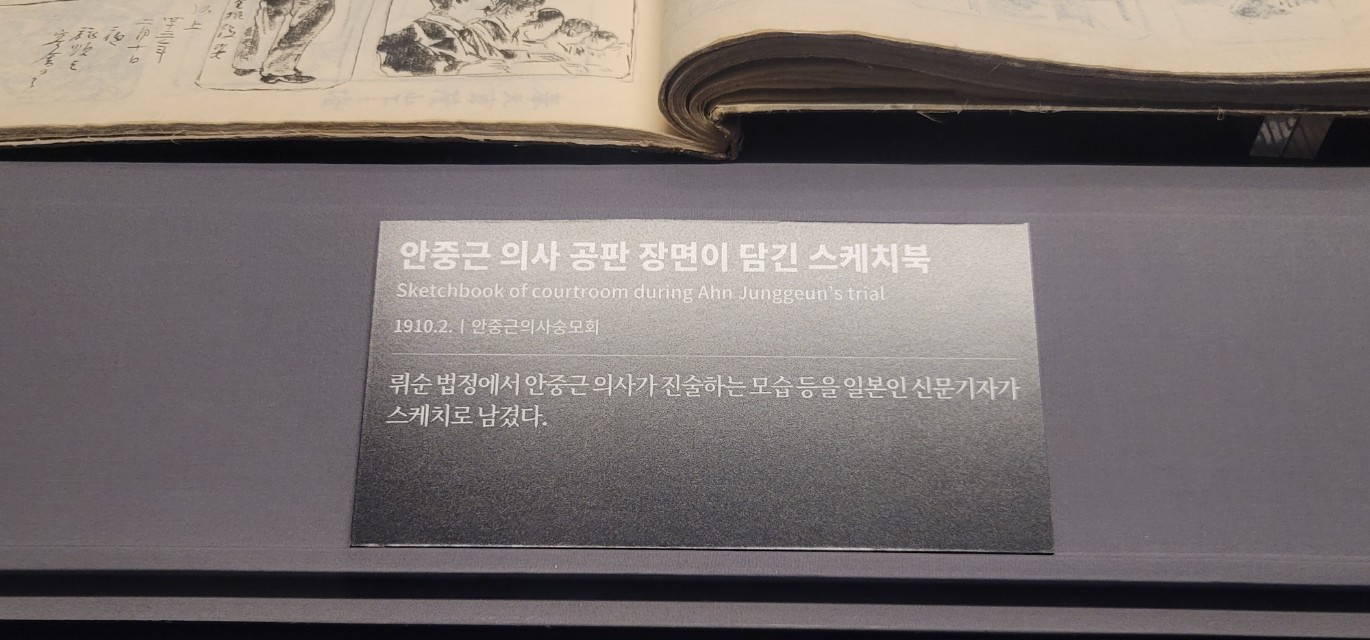 安중근 의사 공판 장면이 담긴 스케치북
Sketchbook of courtroom during Ahn Junggeun's trial
1910.2. | 안중근의사숭모회
뤼순 법정에서 안중근 의사가 진술하는 모습 등을 일본인 신문기자가
스케치로 남겼다.